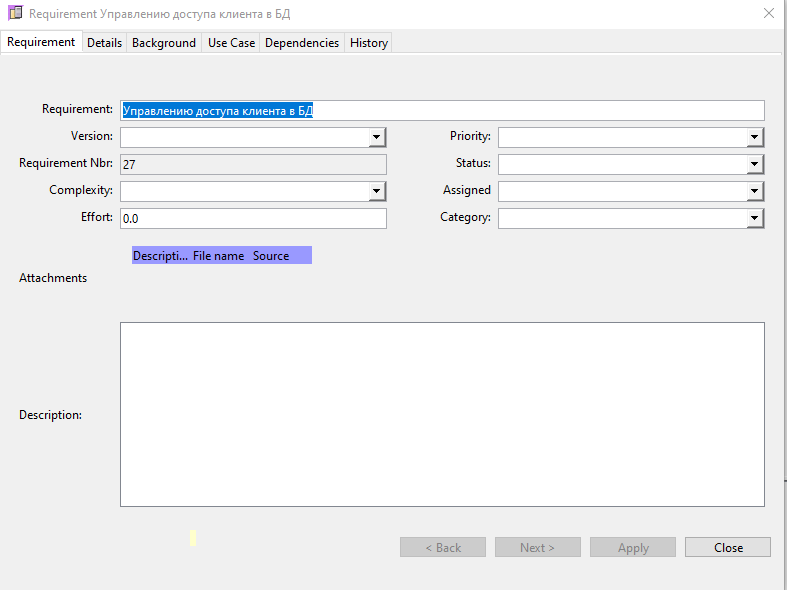 Requirement Управлению доступа клиента в БД
Requirement Details Background Use Case Dependencies History
Requirement: Управлению доступа клиента в БД
Version: Priority:
Requirement Nbr: 27 Status:
Complexity: Assigned
Effort: 0.0 Category:
Descripti... File name Source
Attachments
Description:
< Back Next > Apply Close